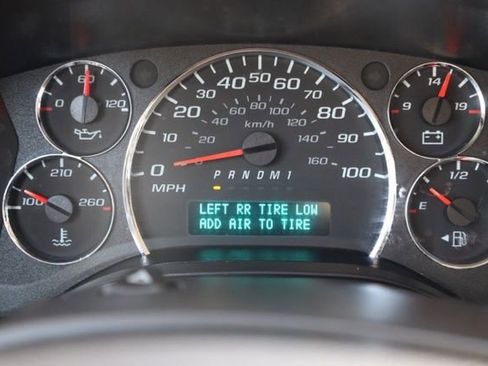 0 60 120
9 14 19
0 10 20 30 40 50 60 70 80 90 100
20 40 60 80 100 120 140 160
km/h
MPH
P R N D M 1
100 210 260
E 1/2
LEFT RR TIRE LOW
ADD AIR TO TIRE